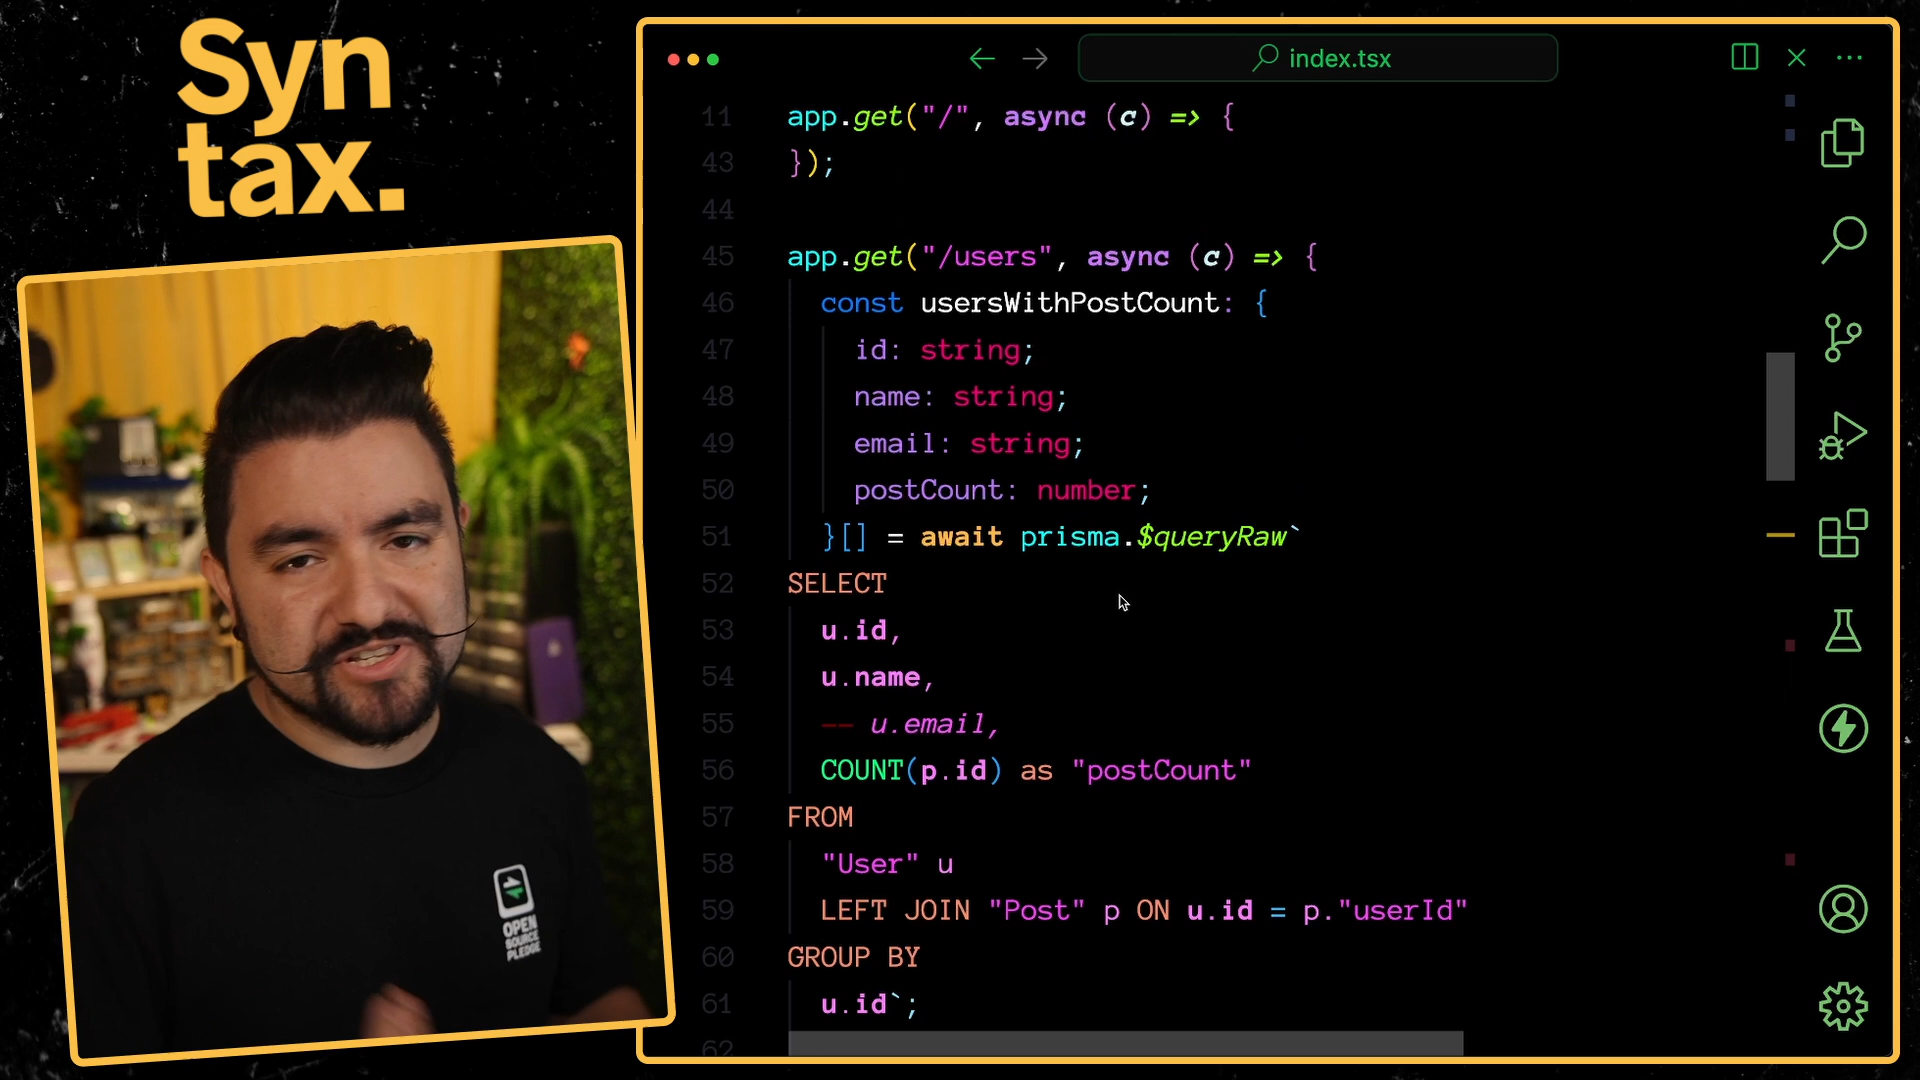 Syn
tax.
OPEN
SOURCE
PLEDGE
index.tsx
11 app.get("/", async (c) => {
43 });
44
45 app.get("/users", async (c) => {
46 const usersWithPostCount: {
47 id: string;
48 name: string;
49 email: string;
50 postCount: number;
51 }[] = await prisma.$queryRaw`
52 SELECT
53 u.id,
54 u.name,
55 -- u.email,
56 COUNT(p.id) as "postCount"
57 FROM
58 "User" u
59 LEFT JOIN "Post" p ON u.id = p."userId"
60 GROUP BY
61 u.id`;
62